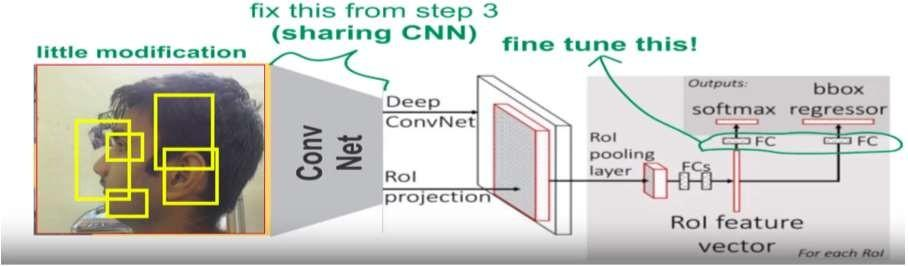 fix this from step 3
(sharing CNN)
little modification
fine tune this!
Outputs:
softmax
bbox
regressor
Deep
ConvNet
Conv
Net
RoI
projection
RoI
pooling
layer
FCs
FC
FC
RoI feature
vector
For each RoI